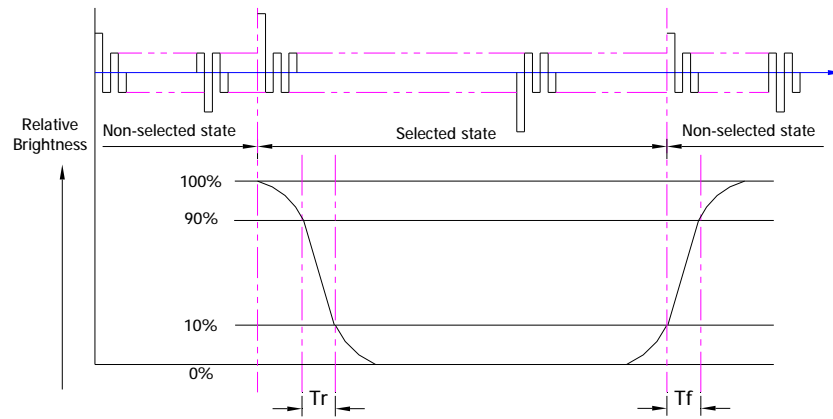 Relative
Brightness
Non-selected state
Selected state
Non-selected state
100%
90%
10%
0%
Tr
Tf